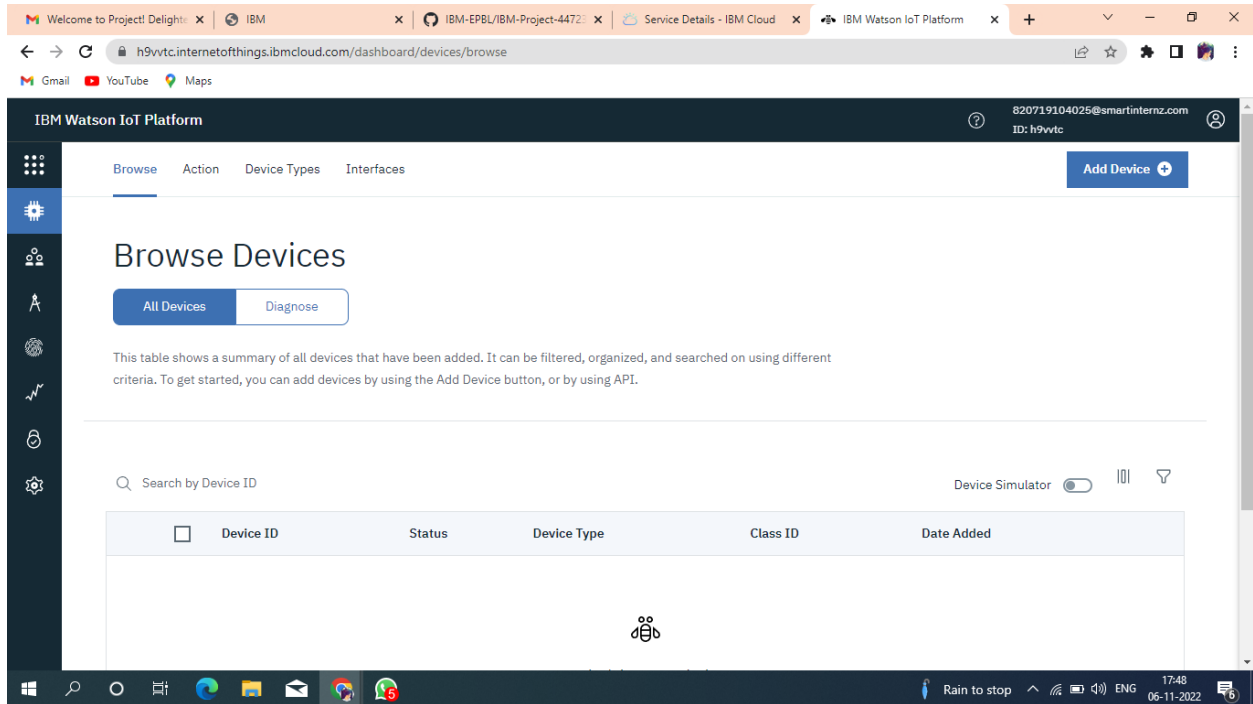 Welcome to Project! Delighte
IBM
IBM-EPBL/IBM-Project-44723
Service Details - IBM Cloud
IBM Watson IoT Platform
h9vvtc.internetofthings.ibmcloud.com/dashboard/devices/browse
Gmail YouTube Maps
IBM Watson IoT Platform
820719104025@smartinternz.com
ID: h9vvtc
Browse Action Device Types Interfaces
Add Device
Browse Devices
All Devices Diagnose
This table shows a summary of all devices that have been added. It can be filtered, organized, and searched on using different
criteria. To get started, you can add devices by using the Add Device button, or by using API.
Search by Device ID
Device Simulator
Device ID Status Device Type Class ID Date Added
5
Rain to stop
ENG
17:48
06-11-2022
6